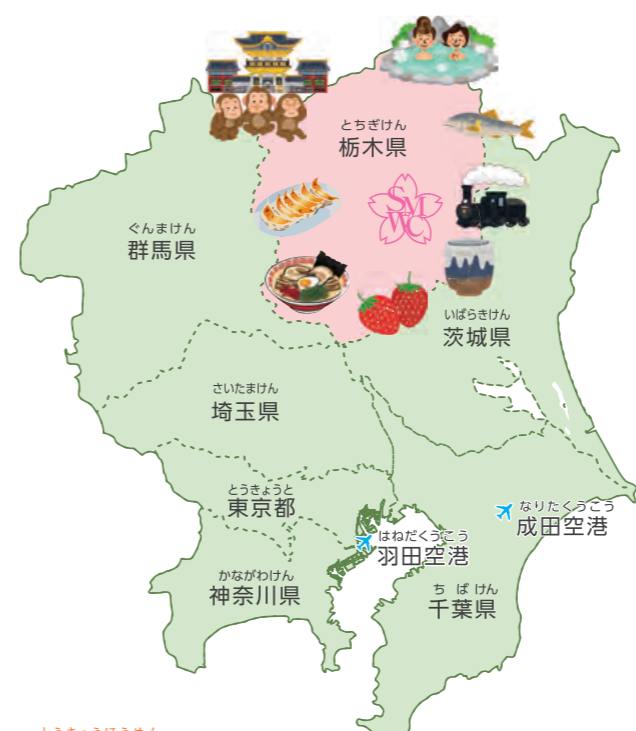 とちぎけん
栃木県
SMWC
ぐんまけん
群馬県
いばらきけん
茨城県
さいたまけん
埼玉県
とうきょうと
東京都
なりたくうこう
成田空港
はねだくうこう
羽田空港
かながわけん
神奈川県
ちばけん
千葉県